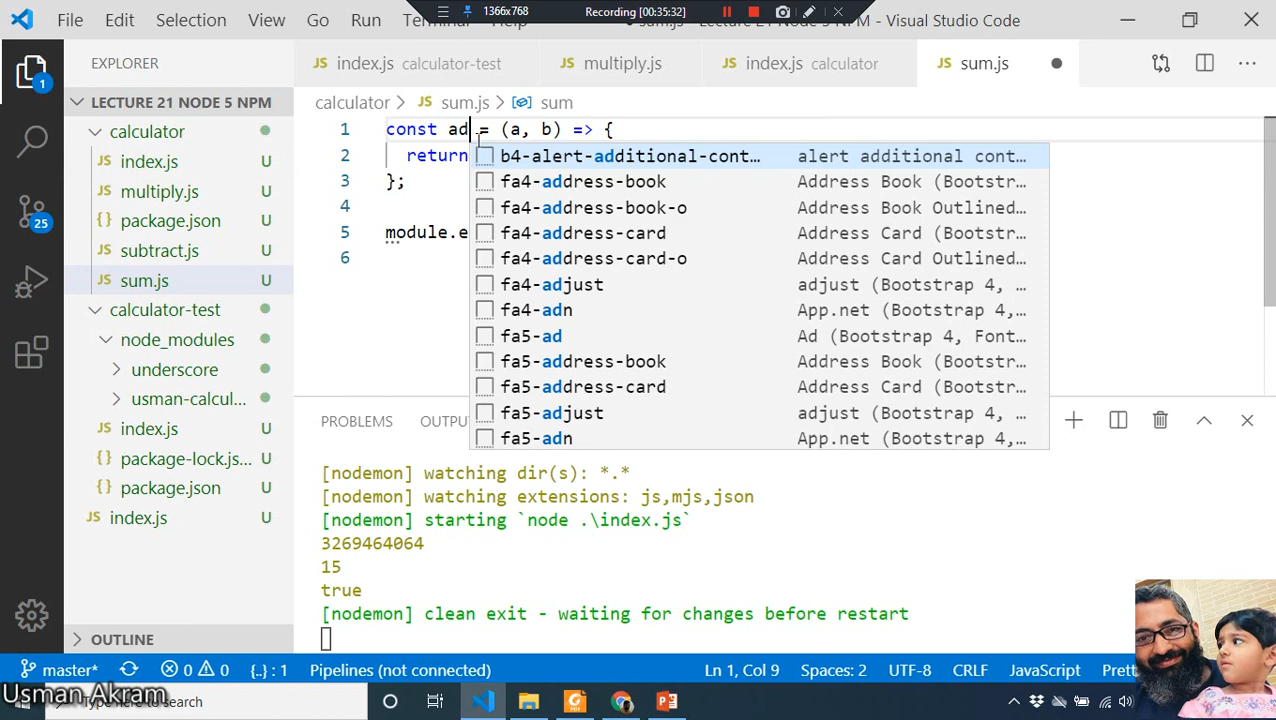 1366x768 Recording [00:35:32]
File Edit Selection View Go Run Terminal sum.js - Visual Studio Code
EXPLORER
JS index.js calculator-test JS multiply.js JS index.js calculator JS sum.js
calculator > JS sum.js > sum
LECTURE 21 NODE 5 NPM
calculator
JS index.js U
JS multiply.js U
{} package.json U
JS subtract.js U
JS sum.js U
calculator-test
node_modules
underscore
usman-calcul...
JS index.js U
{} package-lock.js... U
{} package.json U
JS index.js U
OUTLINE
1
25
1 const ad = (a, b) => {
2 return
3 };
4
5 module.e
6
b4-alert-additional-cont… alert additional cont…
fa4-address-book Address Book (Bootstr…
fa4-address-book-o Address Book Outlined…
fa4-address-card Address Card (Bootstr…
fa4-address-card-o Address Card Outlined…
fa4-adjust adjust (Bootstrap 4, …
fa4-adn App.net (Bootstrap 4,…
fa5-ad Ad (Bootstrap 4, Font…
fa5-address-book Address Book (Bootstr…
fa5-address-card Address Card (Bootstr…
fa5-adjust adjust (Bootstrap 4, …
fa5-adn App.net (Bootstrap 4,…
PROBLEMS OUTPU
[nodemon] watching dir(s): *.*
[nodemon] watching extensions: js,mjs,json
[nodemon] starting `node .\index.js`
3269464064
15
true
[nodemon] clean exit - waiting for changes before restart
master* 0 0 {..} : 1 Pipelines (not connected) Ln 1, Col 9 Spaces: 2 UTF-8 CRLF JavaScript Prett
Usman Akram
here to search